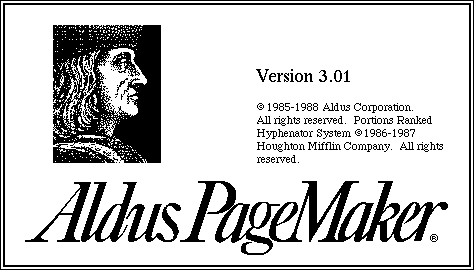 Version 3.01
© 1985-1988 Aldus Corporation.
All rights reserved. Portions Ranked
Hyphenator System © 1986-1987
Houghton Mifflin Company. All rights
reserved.
Aldus PageMaker®